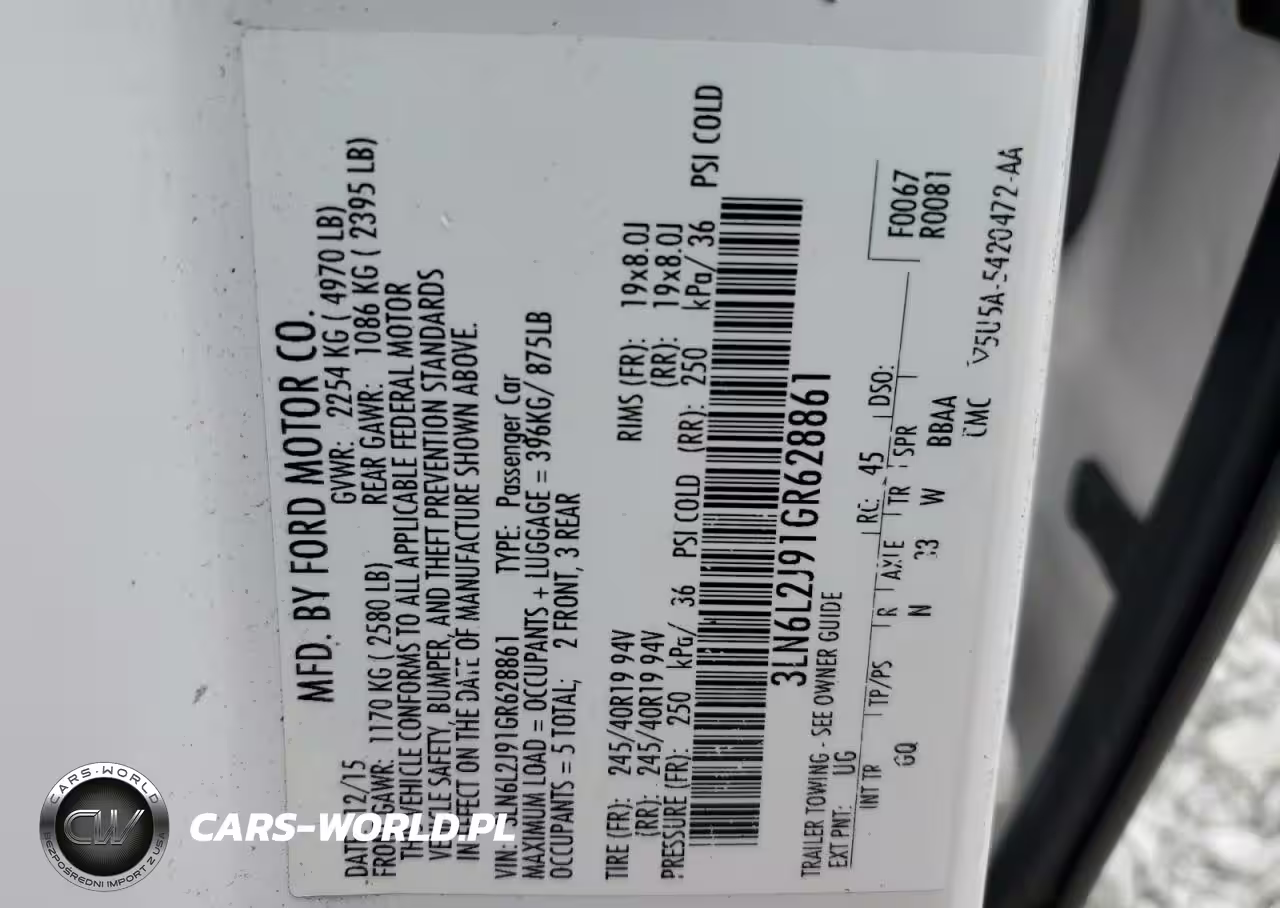 MFD. BY FORD MOTOR CO.
DATE: 12/15 GVWR: 2254 KG ( 4970 LB)
FRONT GAWR: 1170 KG ( 2580 LB) REAR GAWR: 1086 KG ( 2395 LB)
THIS VEHICLE CONFORMS TO ALL APPLICABLE FEDERAL MOTOR
VEHICLE SAFETY, BUMPER, AND THEFT PREVENTION STANDARDS
IN EFFECT ON THE DATE OF MANUFACTURE SHOWN ABOVE.
VIN: 3LN6L2J91GR628861 TYPE: Passenger Car
MAXIMUM LOAD = OCCUPANTS + LUGGAGE = 396KG/ 875LB
OCCUPANTS = 5 TOTAL; 2 FRONT, 3 REAR
TIRE (FR): 245/40R19 94V RIMS (FR): 19x8.0J
(RR): 245/40R19 94V (RR): 19x8.0J
PRESSURE (FR): 250 kPa/ 36 PSI COLD (RR): 250 kPa/ 36 PSI COLD
3LN6L2J91GR628861
TRAILER TOWING - SEE OWNER GUIDE
F0067
R0081
EXT PNT: UG RC: 45 DSO:
INT TR TP/PS R AXLE TR SPR
GQ N 33 W BBAA
V5U5A-5420472-AA
CARS-WORLD
CW
BEZPOŚREDNI IMPORT Z USA
CARS-WORLD.PL